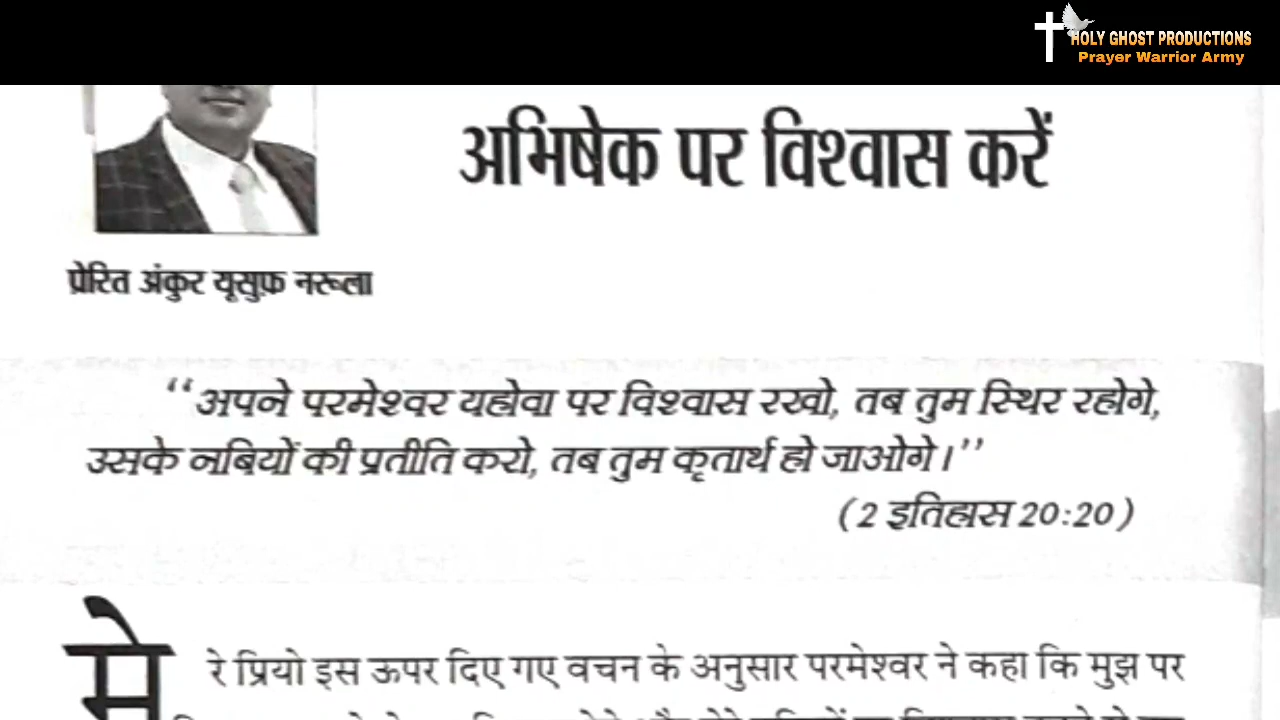 HOLY GHOST PRODUCTIONS
Prayer Warrior Army
अभिषेक पर विश्वास करें
प्रेरित अंकुर यूसुफ़ नरूला
‘‘अपने परमेश्वर यहोवा पर विश्वास रखो, तब तुम स्थिर रहोगे,
उसके नबियों की प्रतीति करो, तब तुम कृतार्थ हो जाओगे।’’
(2 इतिहास 20:20)
मेरे प्रियो इस ऊपर दिए गए वचन के अनुसार परमेश्वर ने कहा कि मुझ पर